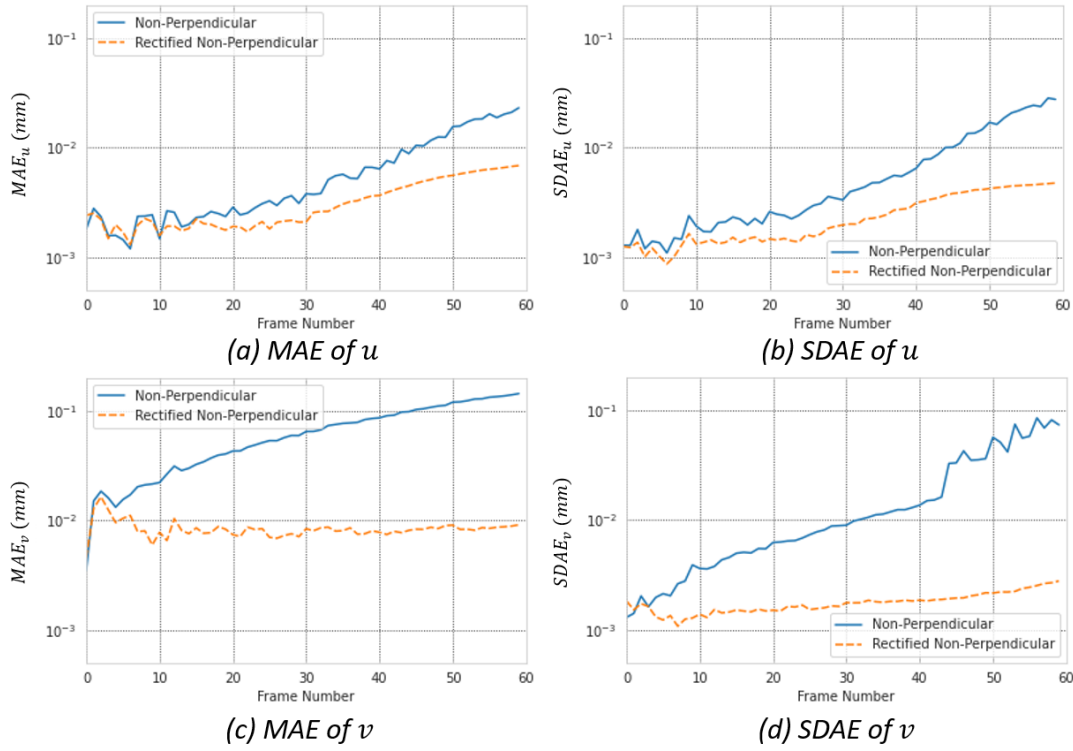 Non-Perpendicular
Rectified Non-Perpendicular
10⁻¹
10⁻²
10⁻³
MAE_u (mm)
0 10 20 30 40 50 60
Frame Number
(a) MAE of u
10⁻¹
10⁻²
10⁻³
SDAE_u (mm)
Non-Perpendicular
Rectified Non-Perpendicular
0 10 20 30 40 50 60
Frame Number
(b) SDAE of u
Non-Perpendicular
Rectified Non-Perpendicular
10⁻¹
10⁻²
10⁻³
MAE_v (mm)
0 10 20 30 40 50 60
Frame Number
(c) MAE of v
10⁻¹
10⁻²
10⁻³
SDAE_v (mm)
Non-Perpendicular
Rectified Non-Perpendicular
0 10 20 30 40 50 60
Frame Number
(d) SDAE of v